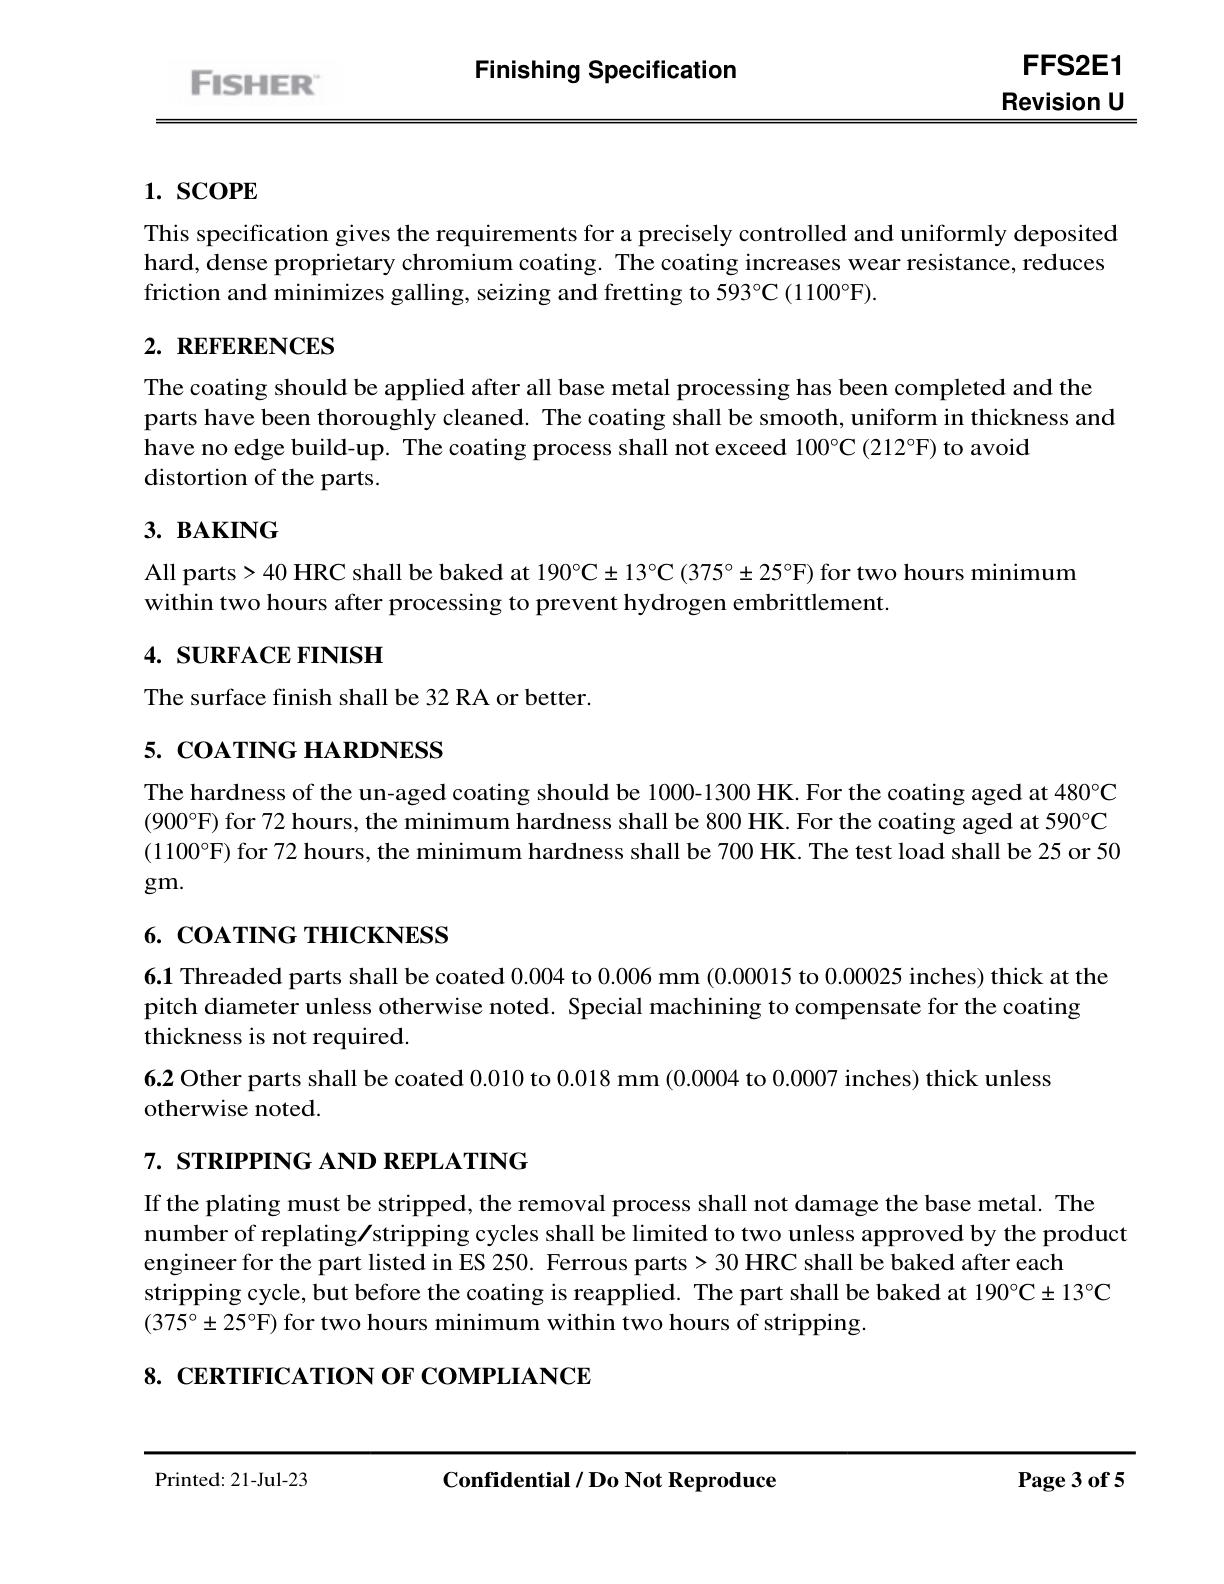 FISHER™
Finishing Specification
FFS2E1
Revision U
1. SCOPE
This specification gives the requirements for a precisely controlled and uniformly deposited
hard, dense proprietary chromium coating.  The coating increases wear resistance, reduces
friction and minimizes galling, seizing and fretting to 593°C (1100°F).
2. REFERENCES
The coating should be applied after all base metal processing has been completed and the
parts have been thoroughly cleaned.  The coating shall be smooth, uniform in thickness and
have no edge build-up.  The coating process shall not exceed 100°C (212°F) to avoid
distortion of the parts.
3. BAKING
All parts > 40 HRC shall be baked at 190°C ± 13°C (375° ± 25°F) for two hours minimum
within two hours after processing to prevent hydrogen embrittlement.
4. SURFACE FINISH
The surface finish shall be 32 RA or better.
5. COATING HARDNESS
The hardness of the un-aged coating should be 1000-1300 HK. For the coating aged at 480°C
(900°F) for 72 hours, the minimum hardness shall be 800 HK. For the coating aged at 590°C
(1100°F) for 72 hours, the minimum hardness shall be 700 HK. The test load shall be 25 or 50
gm.
6. COATING THICKNESS
6.1 Threaded parts shall be coated 0.004 to 0.006 mm (0.00015 to 0.00025 inches) thick at the
pitch diameter unless otherwise noted.  Special machining to compensate for the coating
thickness is not required.
6.2 Other parts shall be coated 0.010 to 0.018 mm (0.0004 to 0.0007 inches) thick unless
otherwise noted.
7. STRIPPING AND REPLATING
If the plating must be stripped, the removal process shall not damage the base metal.  The
number of replating/stripping cycles shall be limited to two unless approved by the product
engineer for the part listed in ES 250.  Ferrous parts > 30 HRC shall be baked after each
stripping cycle, but before the coating is reapplied.  The part shall be baked at 190°C ± 13°C
(375° ± 25°F) for two hours minimum within two hours of stripping.
8. CERTIFICATION OF COMPLIANCE
Printed: 21-Jul-23
Confidential / Do Not Reproduce
Page 3 of 5